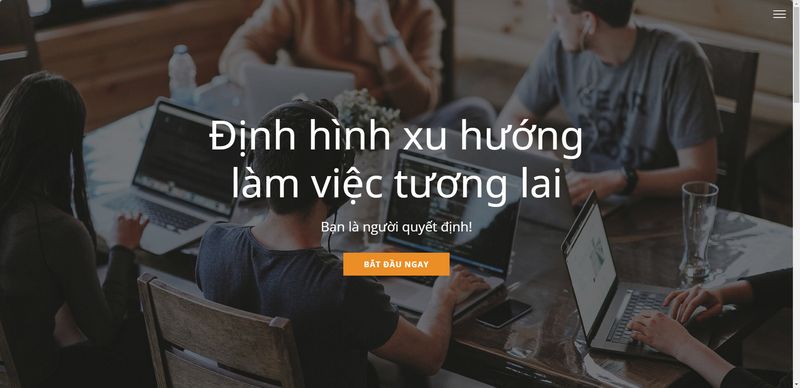 Định hình xu hướng
làm việc tương lai
Bạn là người quyết định!
BẮT ĐẦU NGAY